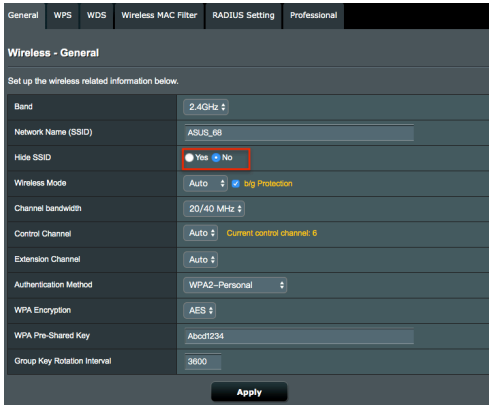 General WPS WDS Wireless MAC Filter RADIUS Setting Professional
Wireless - General
Set up the wireless related information below.
Band 2.4GHz
Network Name (SSID) ASUS_68
Hide SSID Yes No
Wireless Mode Auto b/g Protection
Channel bandwidth 20/40 MHz
Control Channel Auto Current control channel: 6
Extension Channel Auto
Authentication Method WPA2-Personal
WPA Encryption AES
WPA Pre-Shared Key Abcd1234
Group Key Rotation Interval 3600
Apply